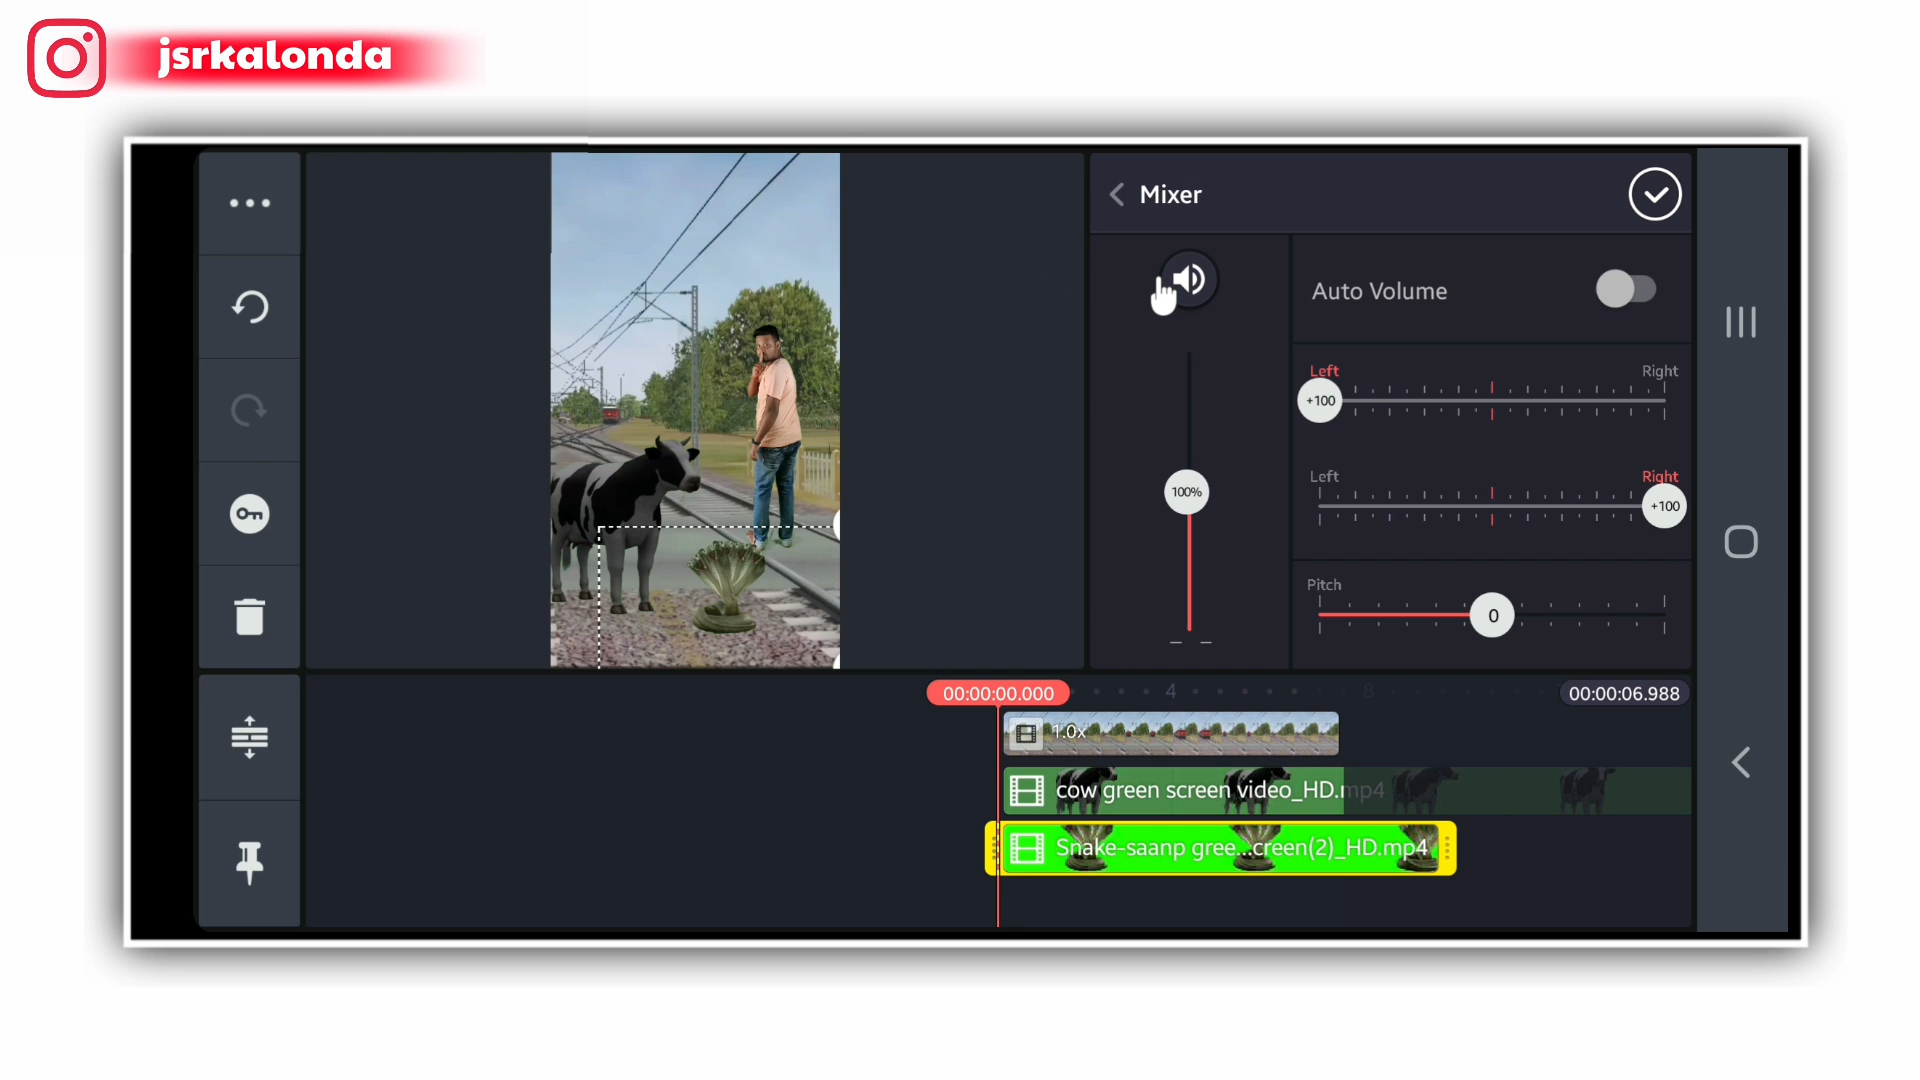 jsrkalonda
Mixer
Auto Volume
Left
Right
+100
Left
Right
+100
100%
Pitch
0
00:00:00.000
4
8
00:00:06.988
1.0x
cow green screen video_HD.mp4
Snake-saanp gree...creen(2)_HD.mp4